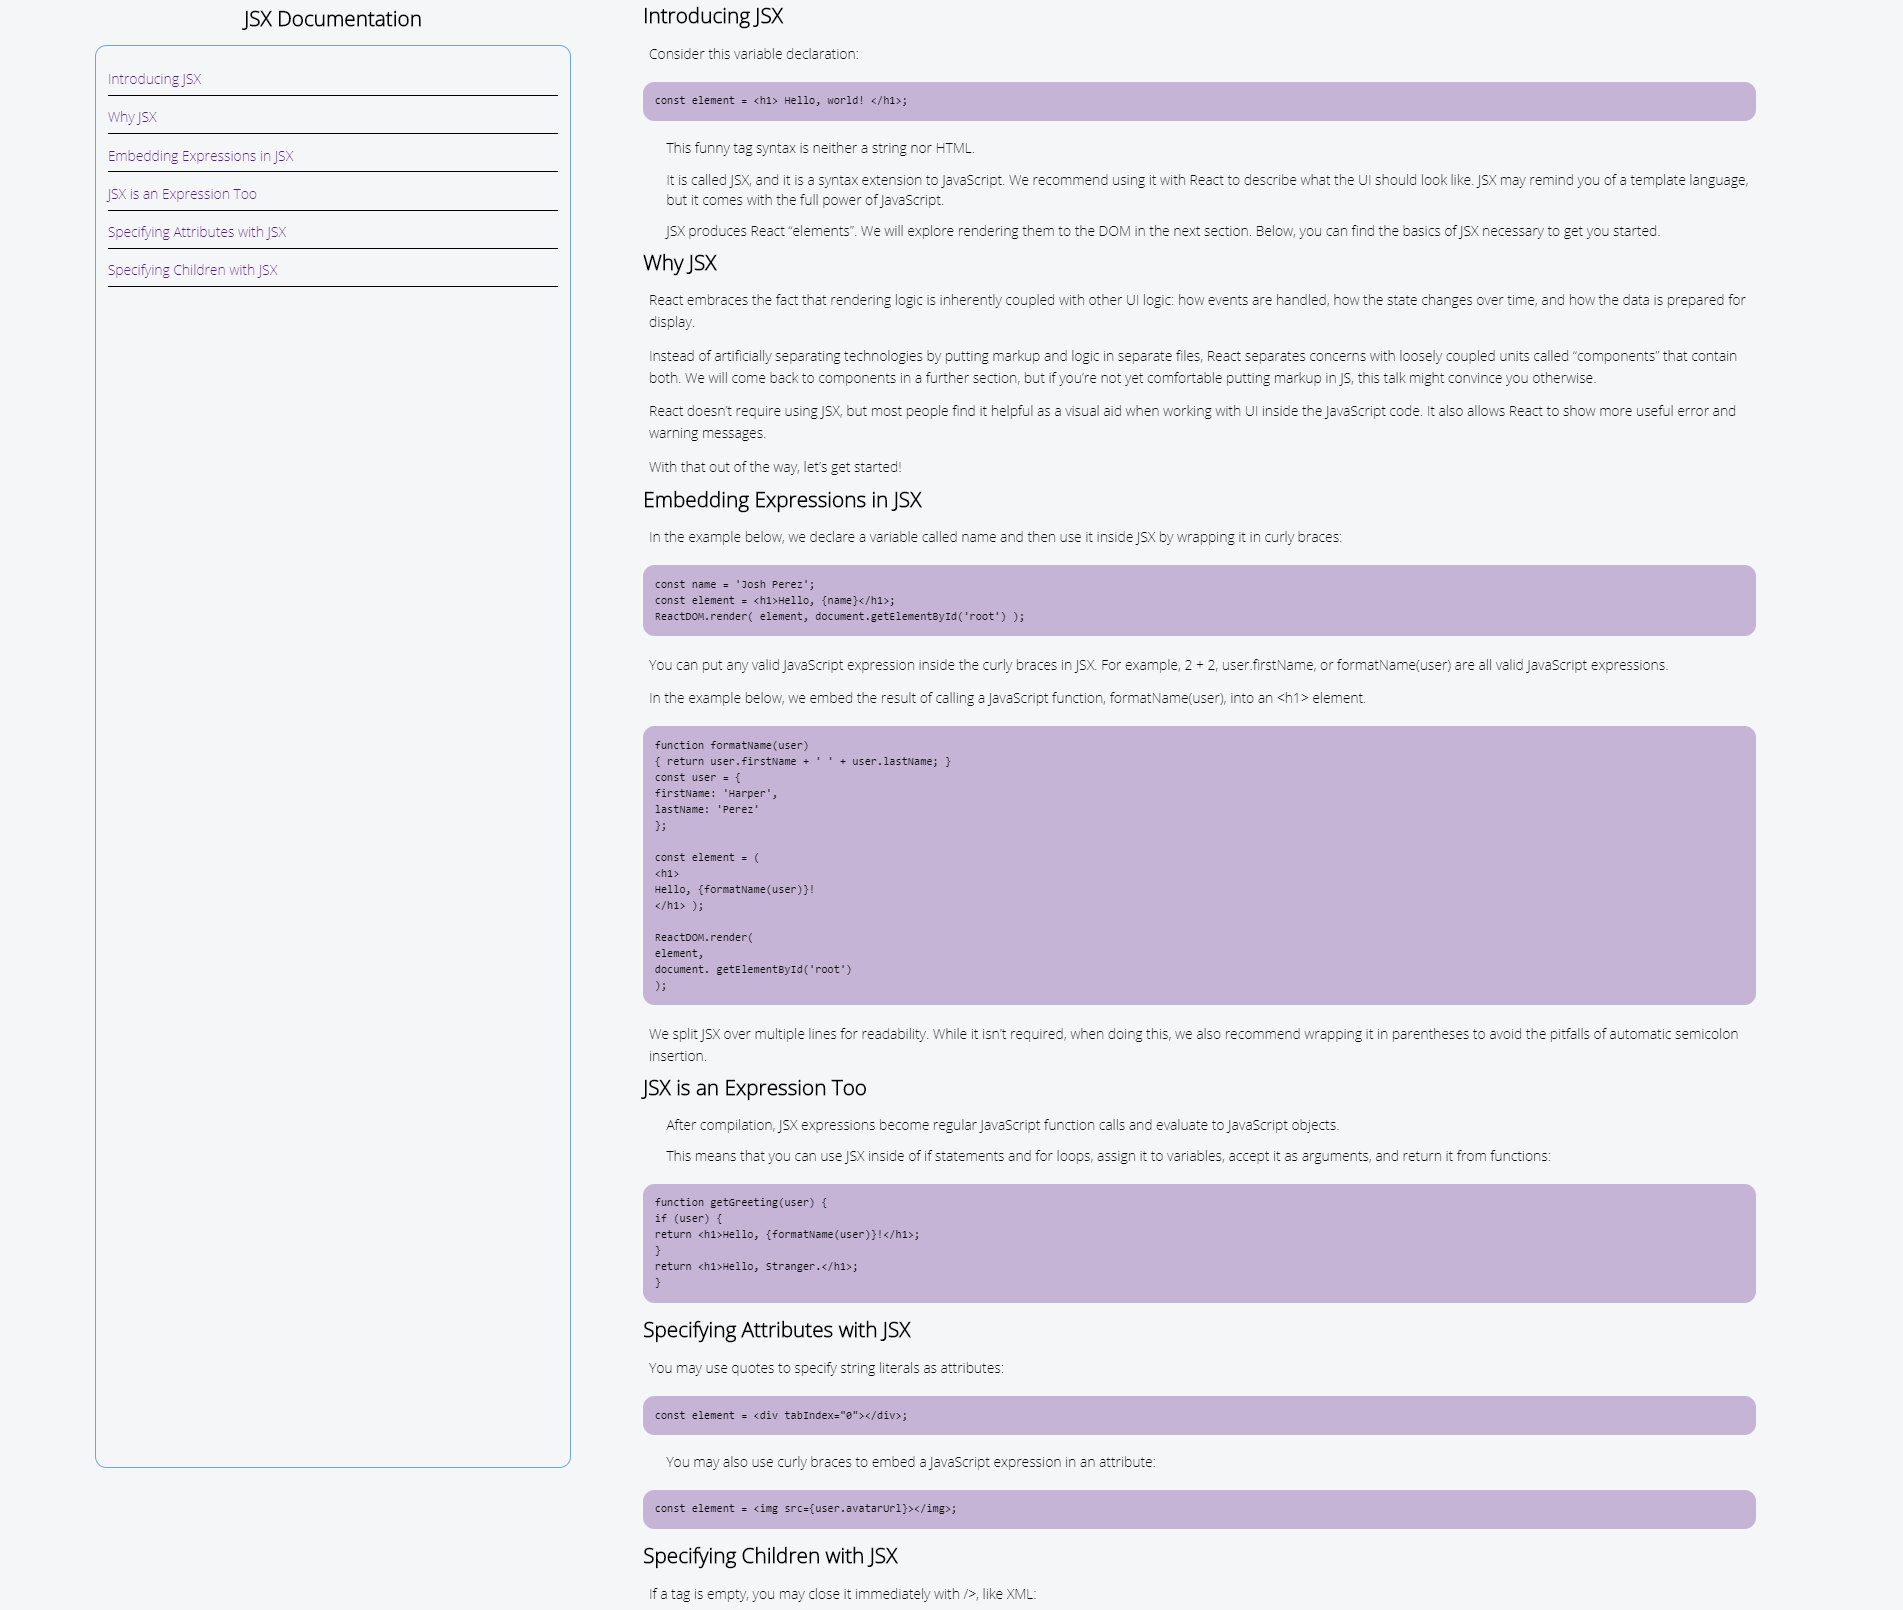 JSX Documentation
Introducing JSX
Why JSX
Embedding Expressions in JSX
JSX is an Expression Too
Specifying Attributes with JSX
Specifying Children with JSX
Introducing JSX
Consider this variable declaration:
const element = <h1> Hello, world! </h1>;
This funny tag syntax is neither a string nor HTML.
It is called JSX, and it is a syntax extension to JavaScript. We recommend using it with React to describe what the UI should look like. JSX may remind you of a template language,
but it comes with the full power of JavaScript.
JSX produces React “elements”. We will explore rendering them to the DOM in the next section. Below, you can find the basics of JSX necessary to get you started.
Why JSX
React embraces the fact that rendering logic is inherently coupled with other UI logic: how events are handled, how the state changes over time, and how the data is prepared for
display.
Instead of artificially separating technologies by putting markup and logic in separate files, React separates concerns with loosely coupled units called “components” that contain
both. We will come back to components in a further section, but if you’re not yet comfortable putting markup in JS, this talk might convince you otherwise.
React doesn’t require using JSX, but most people find it helpful as a visual aid when working with UI inside the JavaScript code. It also allows React to show more useful error and
warning messages.
With that out of the way, let’s get started!
Embedding Expressions in JSX
In the example below, we declare a variable called name and then use it inside JSX by wrapping it in curly braces:
const name = 'Josh Perez';
const element = <h1>Hello, {name}</h1>;
ReactDOM.render( element, document.getElementById('root') );
You can put any valid JavaScript expression inside the curly braces in JSX. For example, 2 + 2, user.firstName, or formatName(user) are all valid JavaScript expressions.
In the example below, we embed the result of calling a JavaScript function, formatName(user), into an <h1> element.
function formatName(user)
{ return user.firstName + ' ' + user.lastName; }
const user = {
firstName: 'Harper',
lastName: 'Perez'
};
const element = (
<h1>
Hello, {formatName(user)}!
</h1> );
ReactDOM.render(
element,
document. getElementById('root')
);
We split JSX over multiple lines for readability. While it isn’t required, when doing this, we also recommend wrapping it in parentheses to avoid the pitfalls of automatic semicolon
insertion.
JSX is an Expression Too
After compilation, JSX expressions become regular JavaScript function calls and evaluate to JavaScript objects.
This means that you can use JSX inside of if statements and for loops, assign it to variables, accept it as arguments, and return it from functions:
function getGreeting(user) {
if (user) {
return <h1>Hello, {formatName(user)}!</h1>;
}
return <h1>Hello, Stranger.</h1>;
}
Specifying Attributes with JSX
You may use quotes to specify string literals as attributes:
const element = <div tabIndex="0"></div>;
You may also use curly braces to embed a JavaScript expression in an attribute:
const element = <img src={user.avatarUrl}></img>;
Specifying Children with JSX
If a tag is empty, you may close it immediately with />, like XML: